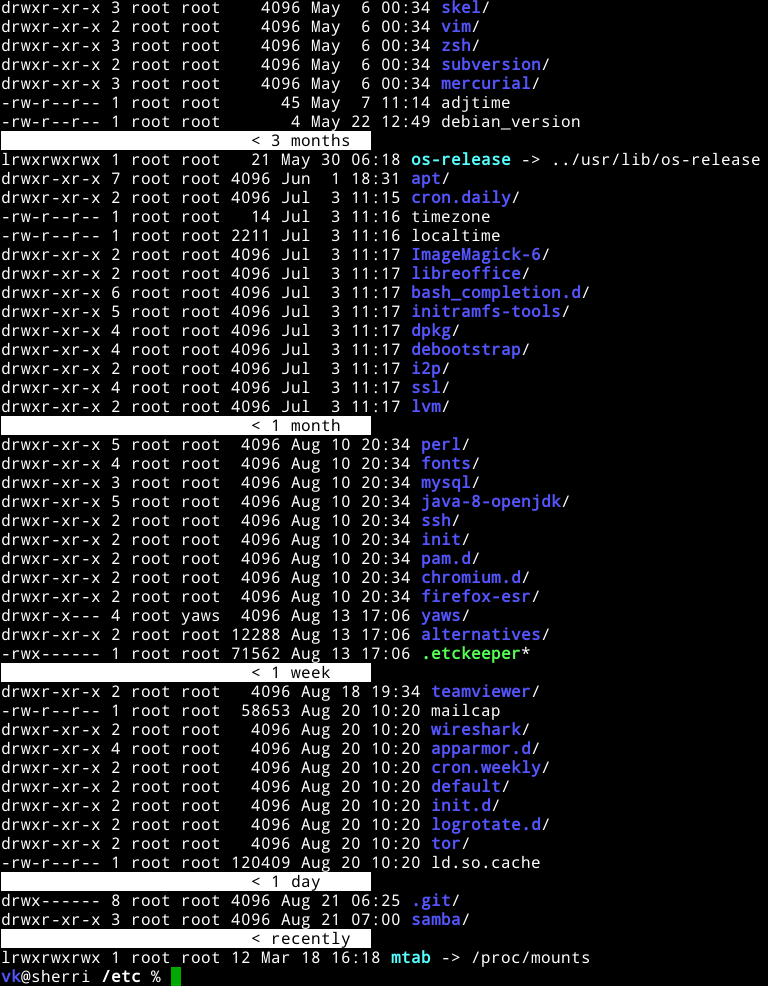 drwxr-xr-x 3 root root    4096 May  6 00:34 skel/
drwxr-xr-x 2 root root    4096 May  6 00:34 vim/
drwxr-xr-x 3 root root    4096 May  6 00:34 zsh/
drwxr-xr-x 2 root root    4096 May  6 00:34 subversion/
drwxr-xr-x 3 root root    4096 May  6 00:34 mercurial/
-rw-r--r-- 1 root root      45 May  7 11:14 adjtime
-rw-r--r-- 1 root root       4 May 22 12:49 debian_version
< 3 months
lrwxrwxrwx 1 root root   21 May 30 06:18 os-release -> ../usr/lib/os-release
drwxr-xr-x 7 root root 4096 Jun  1 18:31 apt/
drwxr-xr-x 2 root root 4096 Jul  3 11:15 cron.daily/
-rw-r--r-- 1 root root   14 Jul  3 11:16 timezone
-rw-r--r-- 1 root root 2211 Jul  3 11:16 localtime
drwxr-xr-x 2 root root 4096 Jul  3 11:17 ImageMagick-6/
drwxr-xr-x 2 root root 4096 Jul  3 11:17 libreoffice/
drwxr-xr-x 6 root root 4096 Jul  3 11:17 bash_completion.d/
drwxr-xr-x 5 root root 4096 Jul  3 11:17 initramfs-tools/
drwxr-xr-x 4 root root 4096 Jul  3 11:17 dpkg/
drwxr-xr-x 4 root root 4096 Jul  3 11:17 debootstrap/
drwxr-xr-x 2 root root 4096 Jul  3 11:17 i2p/
drwxr-xr-x 4 root root 4096 Jul  3 11:17 ssl/
drwxr-xr-x 2 root root 4096 Jul  3 11:17 lvm/
< 1 month
drwxr-xr-x 5 root root  4096 Aug 10 20:34 perl/
drwxr-xr-x 4 root root  4096 Aug 10 20:34 fonts/
drwxr-xr-x 3 root root  4096 Aug 10 20:34 mysql/
drwxr-xr-x 5 root root  4096 Aug 10 20:34 java-8-openjdk/
drwxr-xr-x 2 root root  4096 Aug 10 20:34 ssh/
drwxr-xr-x 2 root root  4096 Aug 10 20:34 init/
drwxr-xr-x 2 root root  4096 Aug 10 20:34 pam.d/
drwxr-xr-x 2 root root  4096 Aug 10 20:34 chromium.d/
drwxr-xr-x 2 root root  4096 Aug 10 20:34 firefox-esr/
drwxr-x--- 4 root yaws  4096 Aug 13 17:06 yaws/
drwxr-xr-x 2 root root 12288 Aug 13 17:06 alternatives/
-rwx------ 1 root root 71562 Aug 13 17:06 .etckeeper*
< 1 week
drwxr-xr-x 2 root root   4096 Aug 18 19:34 teamviewer/
-rw-r--r-- 1 root root  58653 Aug 20 10:20 mailcap
drwxr-xr-x 2 root root   4096 Aug 20 10:20 wireshark/
drwxr-xr-x 4 root root   4096 Aug 20 10:20 apparmor.d/
drwxr-xr-x 2 root root   4096 Aug 20 10:20 cron.weekly/
drwxr-xr-x 2 root root   4096 Aug 20 10:20 default/
drwxr-xr-x 2 root root   4096 Aug 20 10:20 init.d/
drwxr-xr-x 2 root root   4096 Aug 20 10:20 logrotate.d/
drwxr-xr-x 2 root root   4096 Aug 20 10:20 tor/
-rw-r--r-- 1 root root 120409 Aug 20 10:20 ld.so.cache
< 1 day
drwx------ 8 root root 4096 Aug 21 06:25 .git/
drwxr-xr-x 3 root root 4096 Aug 21 07:00 samba/
< recently
lrwxrwxrwx 1 root root 12 Mar 18 16:18 mtab -> /proc/mounts
vk@sherri /etc %